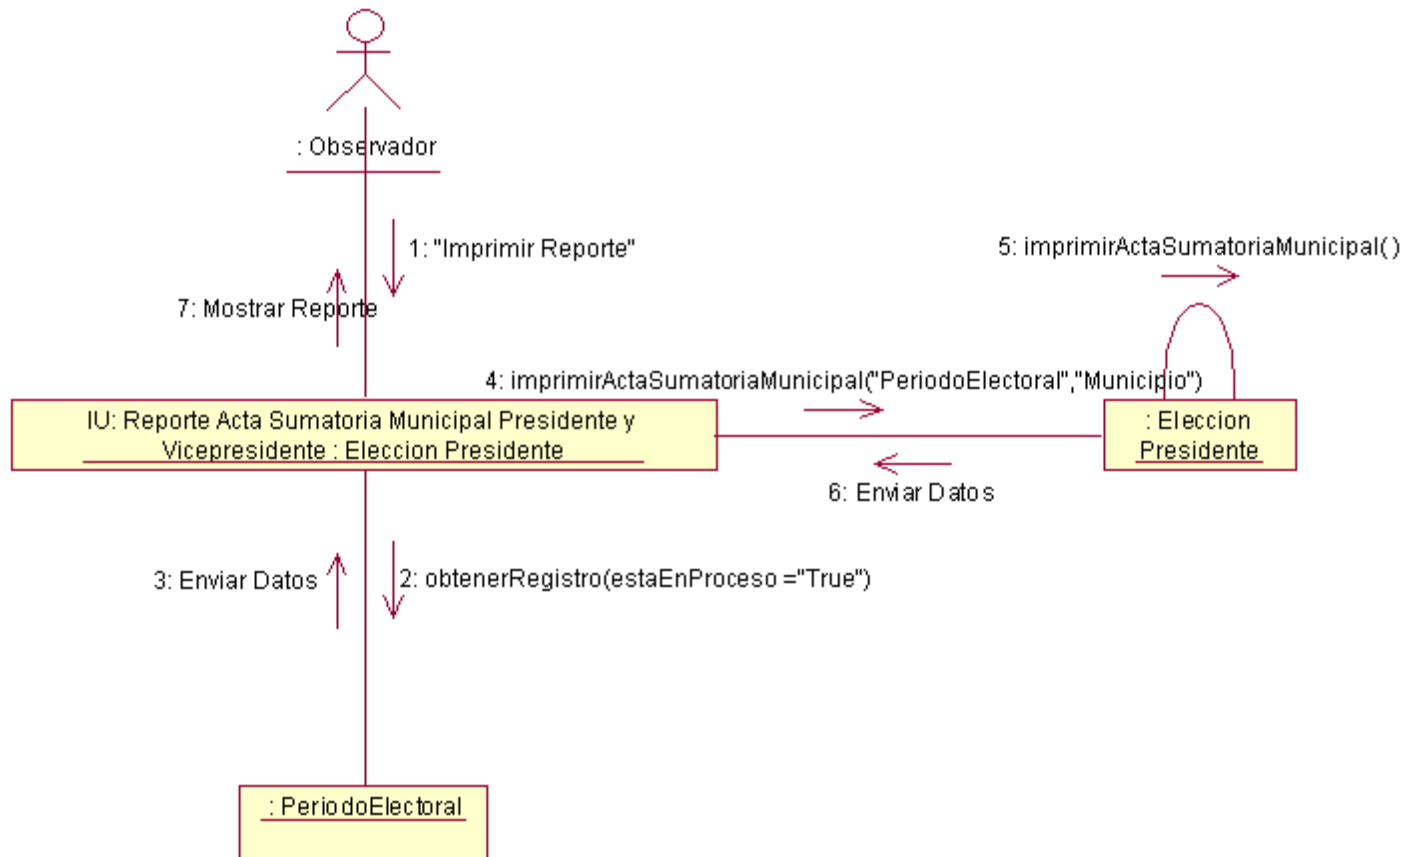 : Observador
1: "Imprimir Reporte"
5: imprimirActaSumatoriaMunicipal( )
7: Mostrar Reporte
4: imprimirActaSumatoriaMunicipal("PeriodoElectoral","Municipio")
IU: Reporte Acta Sumatoria Municipal Presidente y
Vicepresidente : Eleccion Presidente
: Eleccion
Presidente
6: Enviar Datos
3: Enviar Datos
2: obtenerRegistro(estaEnProceso ="True")
: PeriodoElectoral